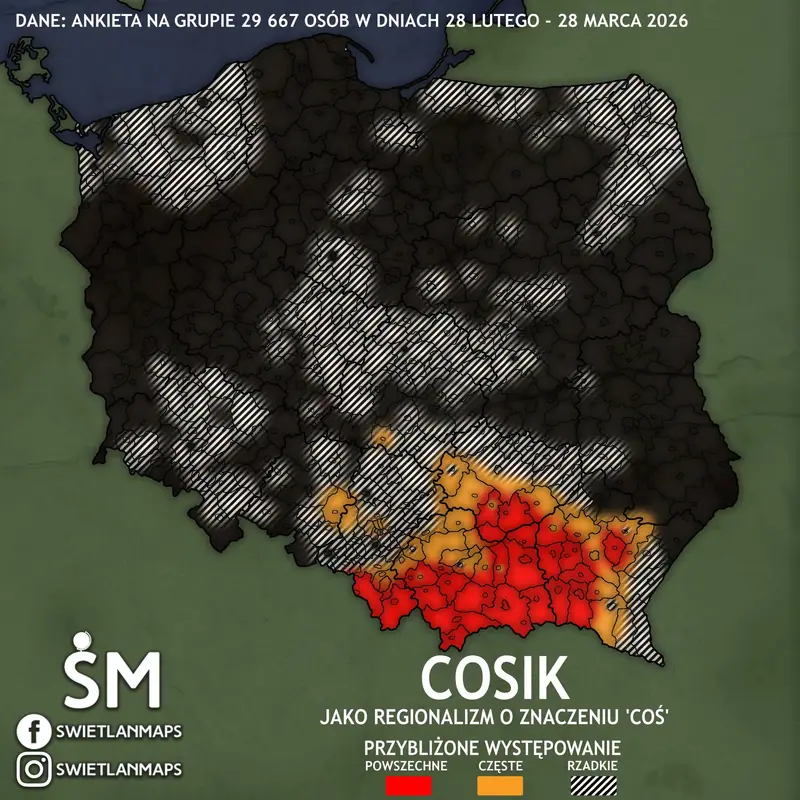 DANE: ANKIETA NA GRUPIE 29 667 OSÓB W DNIACH 28 LUTEGO - 28 MARCA 2026
ŚM
SWIETLANMAPS
SWIETLANMAPS
COSIK
JAKO REGIONALIZM O ZNACZENIU 'COŚ'
PRZYBLIŻONE WYSTĘPOWANIE
POWSZECHNE CZĘSTE RZADKIE